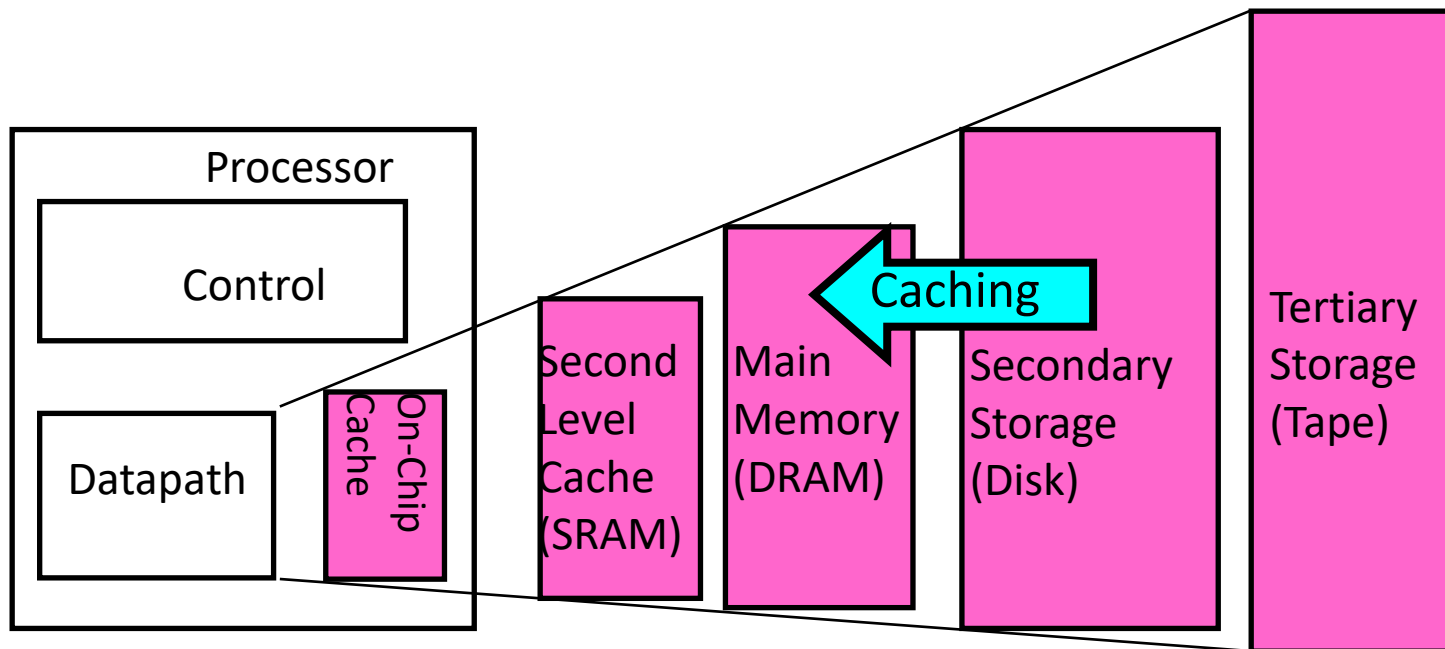 Processor
Control
Datapath
On-Chip
Cache
Second
Level
Cache
(SRAM)
Main
Memory
(DRAM)
Caching
Secondary
Storage
(Disk)
Tertiary
Storage
(Tape)